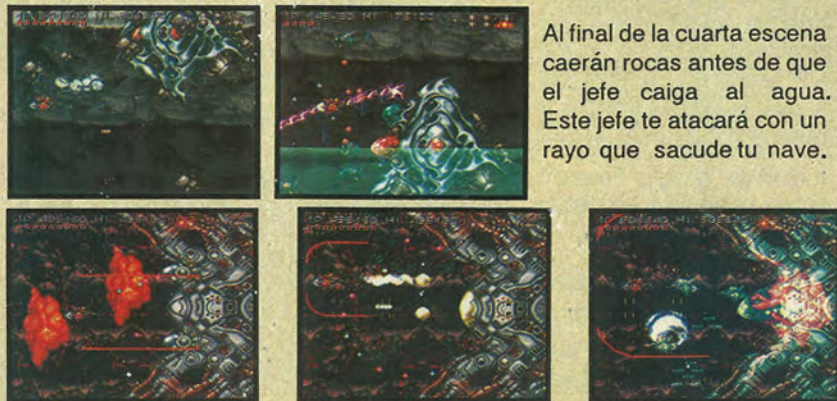 Al final de la cuarta escena
caerán rocas antes de que
el jefe caiga al agua.
Este jefe te atacará con un
rayo que sacude tu nave.